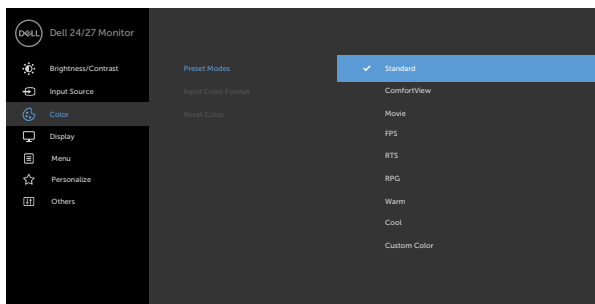 DELL Dell 24/27 Monitor
Brightness/Contrast
Input Source
Color
Display
Menu
Personalize
Others
Preset Modes
Input Color Format
Reset Color
Standard
ComfortView
Movie
FPS
RTS
RPG
Warm
Cool
Custom Color